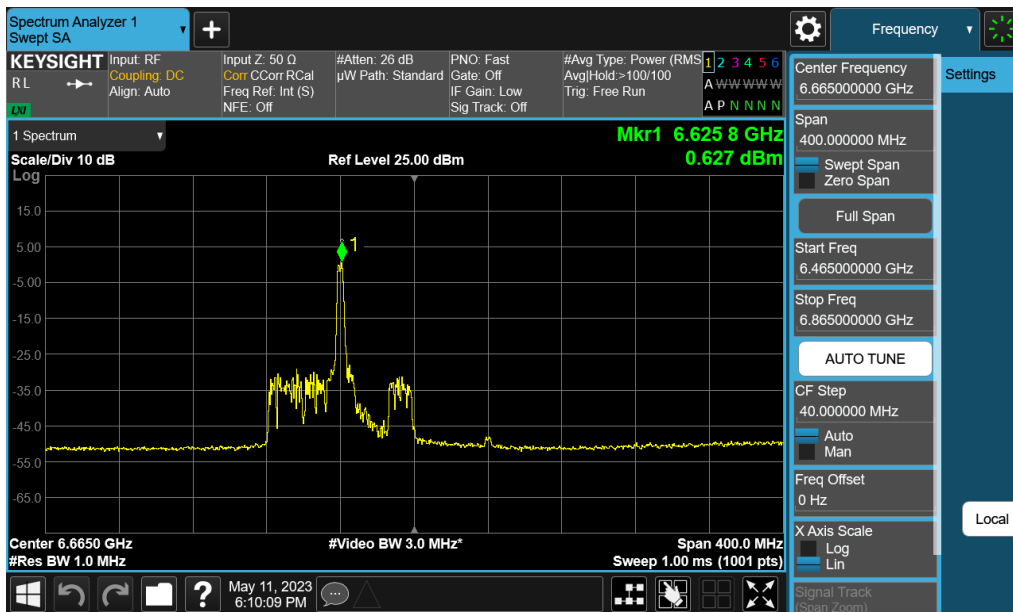 Spectrum Analyzer 1
Swept SA
Frequency
KEYSIGHT
R L
LXI
Input: RF
Coupling: DC
Align: Auto
Input Z: 50 Ω
Corr CCorr RCal
Freq Ref: Int (S)
NFE: Off
#Atten: 26 dB
µW Path: Standard
PNO: Fast
Gate: Off
IF Gain: Low
Sig Track: Off
#Avg Type: Power (RMS
Avg|Hold:>100/100
Trig: Free Run
1 2 3 4 5 6
A W W W W W
A P N N N N
1 Spectrum
Scale/Div 10 dB
Log
Ref Level 25.00 dBm
Mkr1 6.625 8 GHz
0.627 dBm
15.0
5.00
-5.00
-15.0
-25.0
-35.0
-45.0
-55.0
-65.0
1
Center 6.6650 GHz
#Res BW 1.0 MHz
#Video BW 3.0 MHz*
Span 400.0 MHz
Sweep 1.00 ms (1001 pts)
Center Frequency
6.665000000 GHz
Span
400.000000 MHz
Swept Span
Zero Span
Full Span
Start Freq
6.465000000 GHz
Stop Freq
6.865000000 GHz
AUTO TUNE
CF Step
40.000000 MHz
Auto
Man
Freq Offset
0 Hz
X Axis Scale
Log
Lin
Signal Track
(Span Zoom)
Settings
Local
?
May 11, 2023
6:10:09 PM